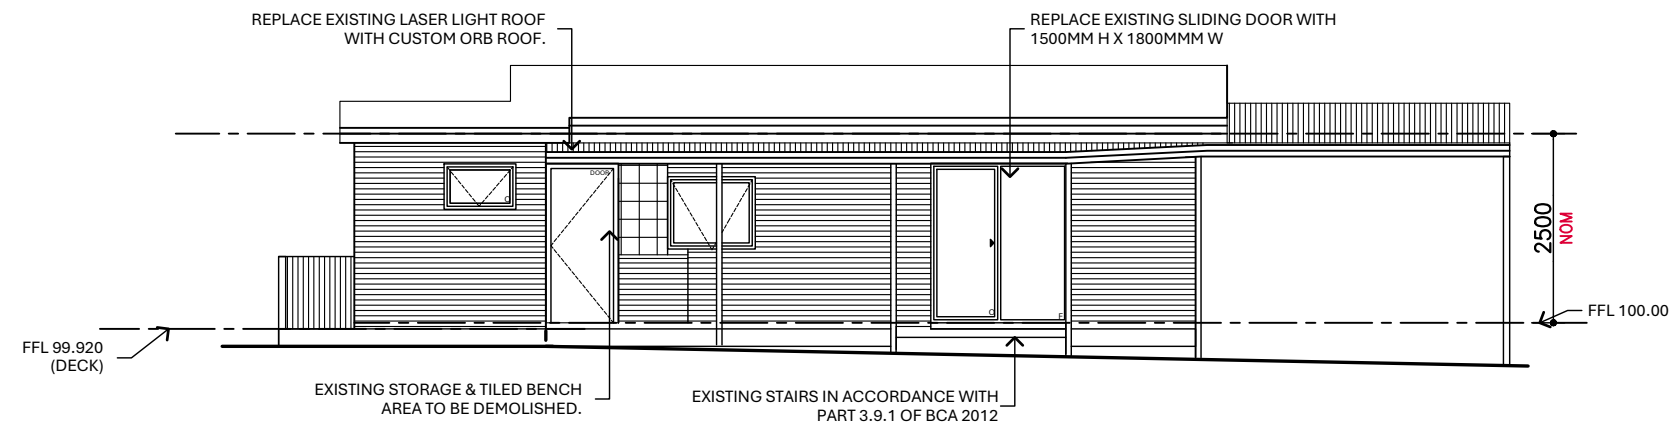 REPLACE EXISTING LASER LIGHT ROOF
WITH CUSTOM ORB ROOF.
REPLACE EXISTING SLIDING DOOR WITH
1500MM H X 1800MMM W
DOOR
O
2500
NOM
O
F
FFL 100.00
FFL 99.920
(DECK)
EXISTING STORAGE & TILED BENCH
AREA TO BE DEMOLISHED.
EXISTING STAIRS IN ACCORDANCE WITH
PART 3.9.1 OF BCA 2012